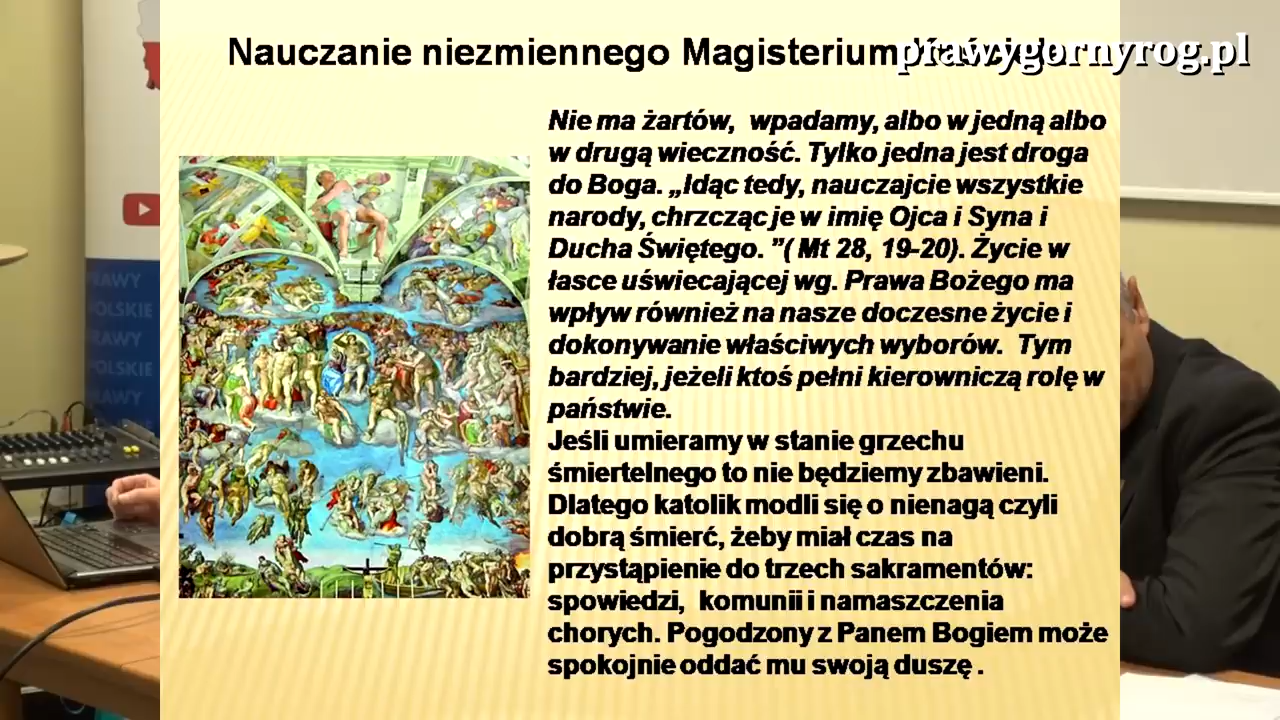 Nauczanie niezmiennego Magisterium
prawygornyrog.pl
Nie ma żartów, wpadamy, albo w jedną albo
w drugą wieczność. Tylko jedna jest droga
do Boga. „Idąc tedy, nauczajcie wszystkie
narody, chrzcząc je w imię Ojca i Syna i
Ducha Świętego. ”( Mt 28, 19-20). Życie w
łasce uświecającej wg. Prawa Bożego ma
wpływ również na nasze doczesne życie i
dokonywanie właściwych wyborów. Tym
bardziej, jeżeli ktoś pełni kierowniczą rolę w
państwie.
Jeśli umieramy w stanie grzechu
śmiertelnego to nie będziemy zbawieni.
Dlatego katolik modli się o nienagą czyli
dobrą śmierć, żeby miał czas na
przystąpienie do trzech sakramentów:
spowiedzi, komunii i namaszczenia
chorych. Pogodzony z Panem Bogiem może
spokojnie oddać mu swoją duszę .
RAWY
OLSKIE
RAWY
POLSKIE
RAWY